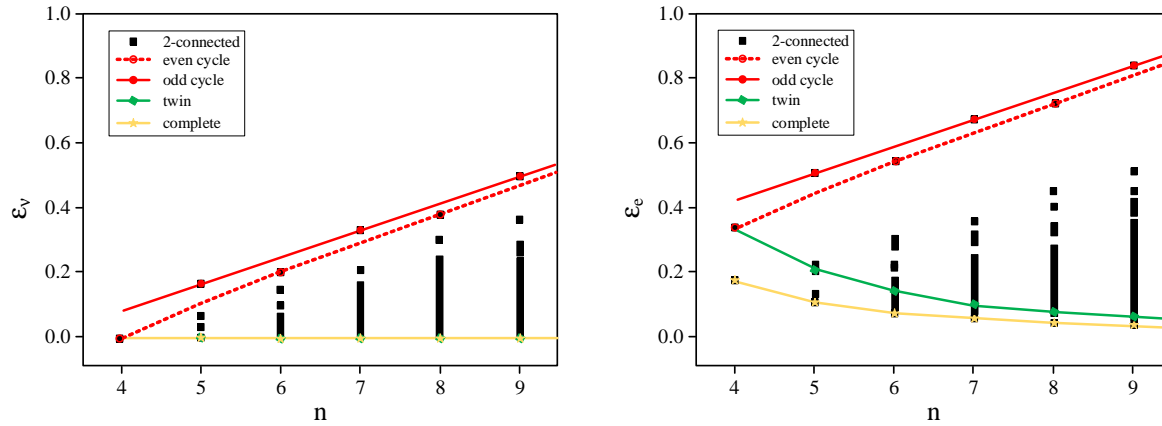 1.0
0.8
0.6
0.4
0.2
0.0
εv
4 5 6 7 8 9
n
2-connected
even cycle
odd cycle
twin
complete
1.0
0.8
0.6
0.4
0.2
0.0
εe
4 5 6 7 8 9
n
2-connected
even cycle
odd cycle
twin
complete